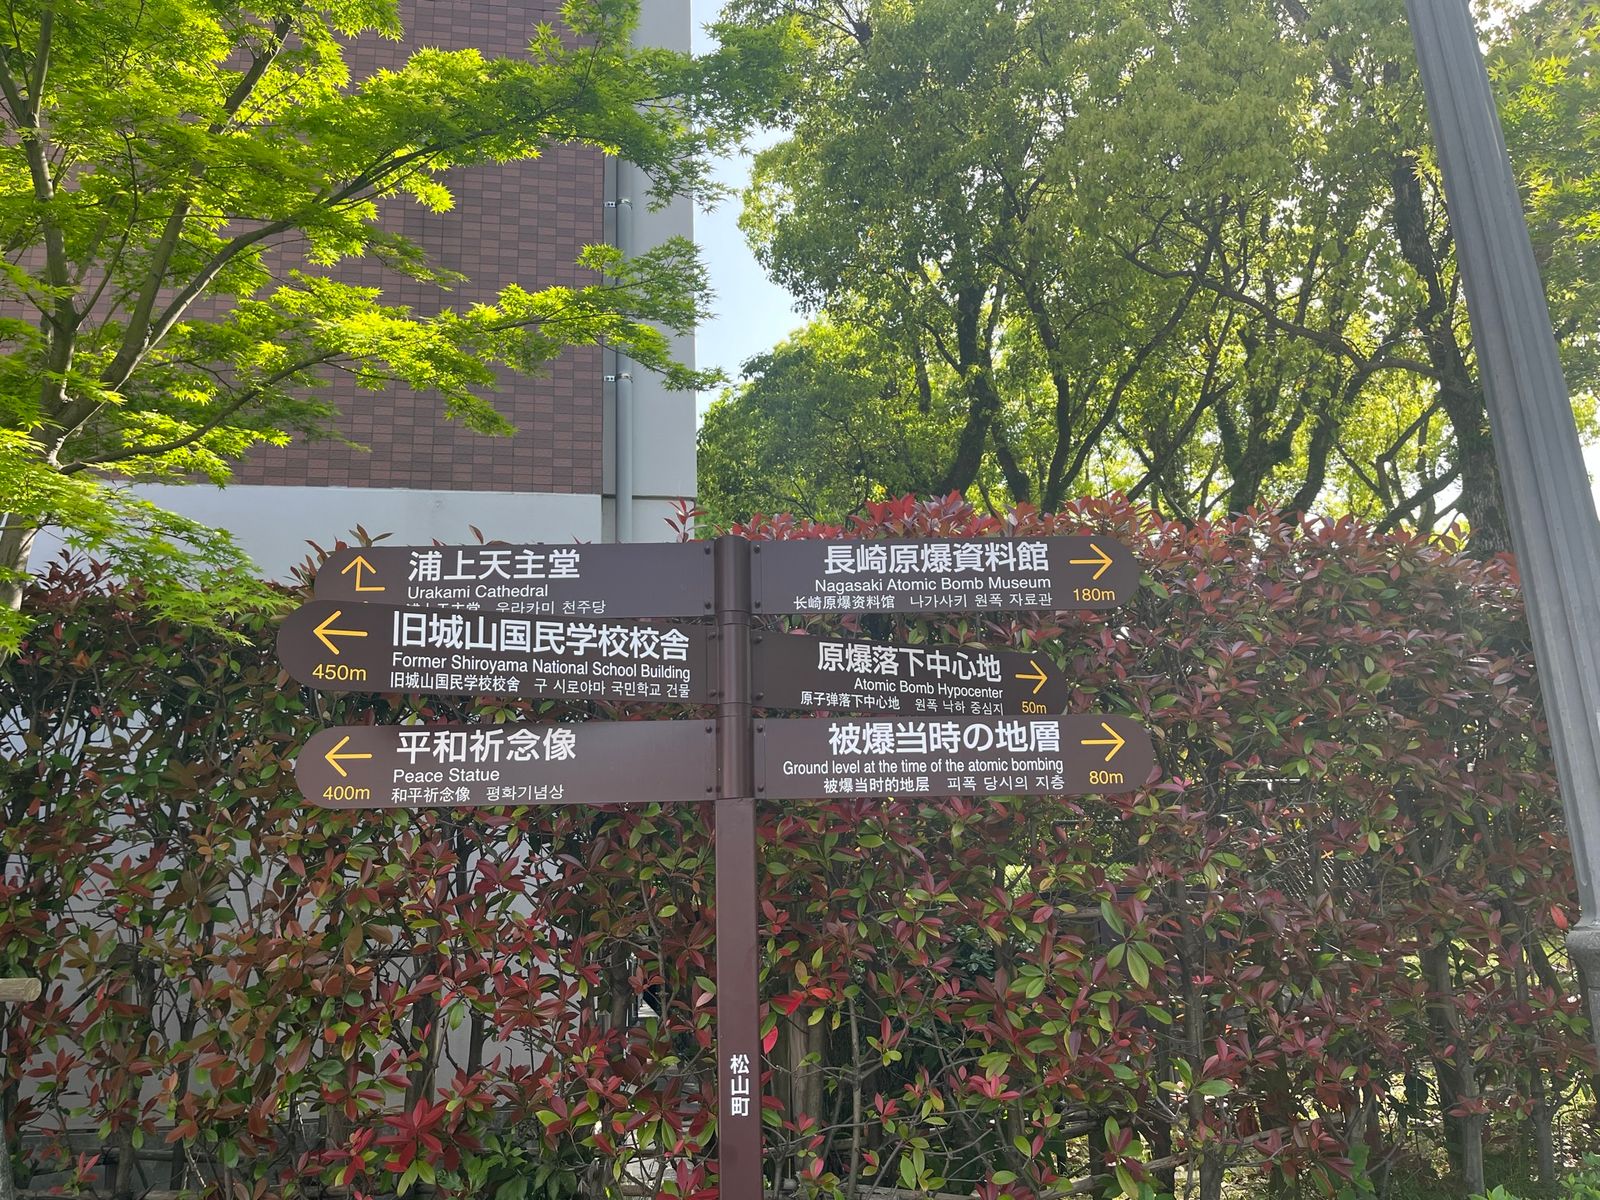 浦上天主堂
Urakami Cathedral
浦上天主堂 우라카미 천주당
旧城山国民学校校舎
Former Shiroyama National School Building
旧城山国民学校校舍 구 시로야마 국민학교 건물
450m
平和祈念像
Peace Statue
和平祈念像 평화기념상
400m
長崎原爆資料館
Nagasaki Atomic Bomb Museum
长崎原爆资料馆 나가사키 원폭 자료관
180m
原爆落下中心地
Atomic Bomb Hypocenter
原子弹落下中心地 원폭 낙하 중심지
50m
被爆当時の地層
Ground level at the time of the atomic bombing
被爆当时的地层 피폭 당시의 지층
80m
松山町